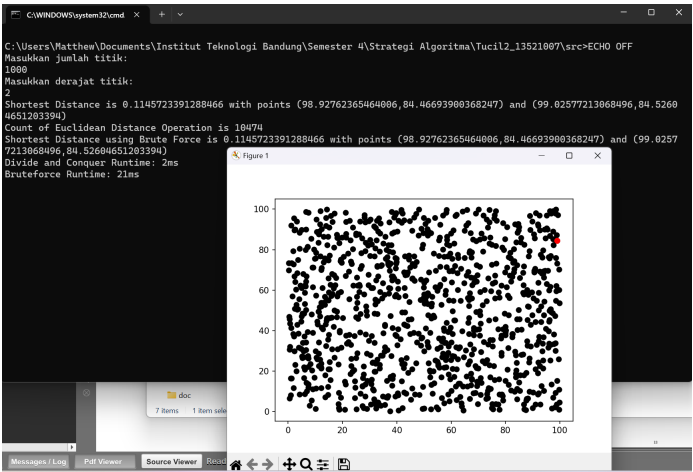 C:\WINDOWS\system32\cmd.
C:\Users\Matthew\Documents\Institut Teknologi Bandung\Semester 4\Strategi Algoritma\Tucil2_13521007\src>ECHO OFF
Masukkan jumlah titik:
1000
Masukkan derajat titik:
2
Shortest Distance is 0.1145723391288466 with points (98.92762365464006,84.46693900368247) and (99.02577213068496,84.5260
4651203394)
Count of Euclidean Distance Operation is 10474
Shortest Distance using Brute Force is 0.1145723391288466 with points (98.92762365464006,84.46693900368247) and (99.0257
7213068496,84.52604651203394)
Divide and Conquer Runtime: 2ms
Bruteforce Runtime: 21ms
Figure 1
100
80
60
40
20
0
0 20 40 60 80 100
doc
7 items 1 item sele
Messages / Log Pdf Viewer Source Viewer Read